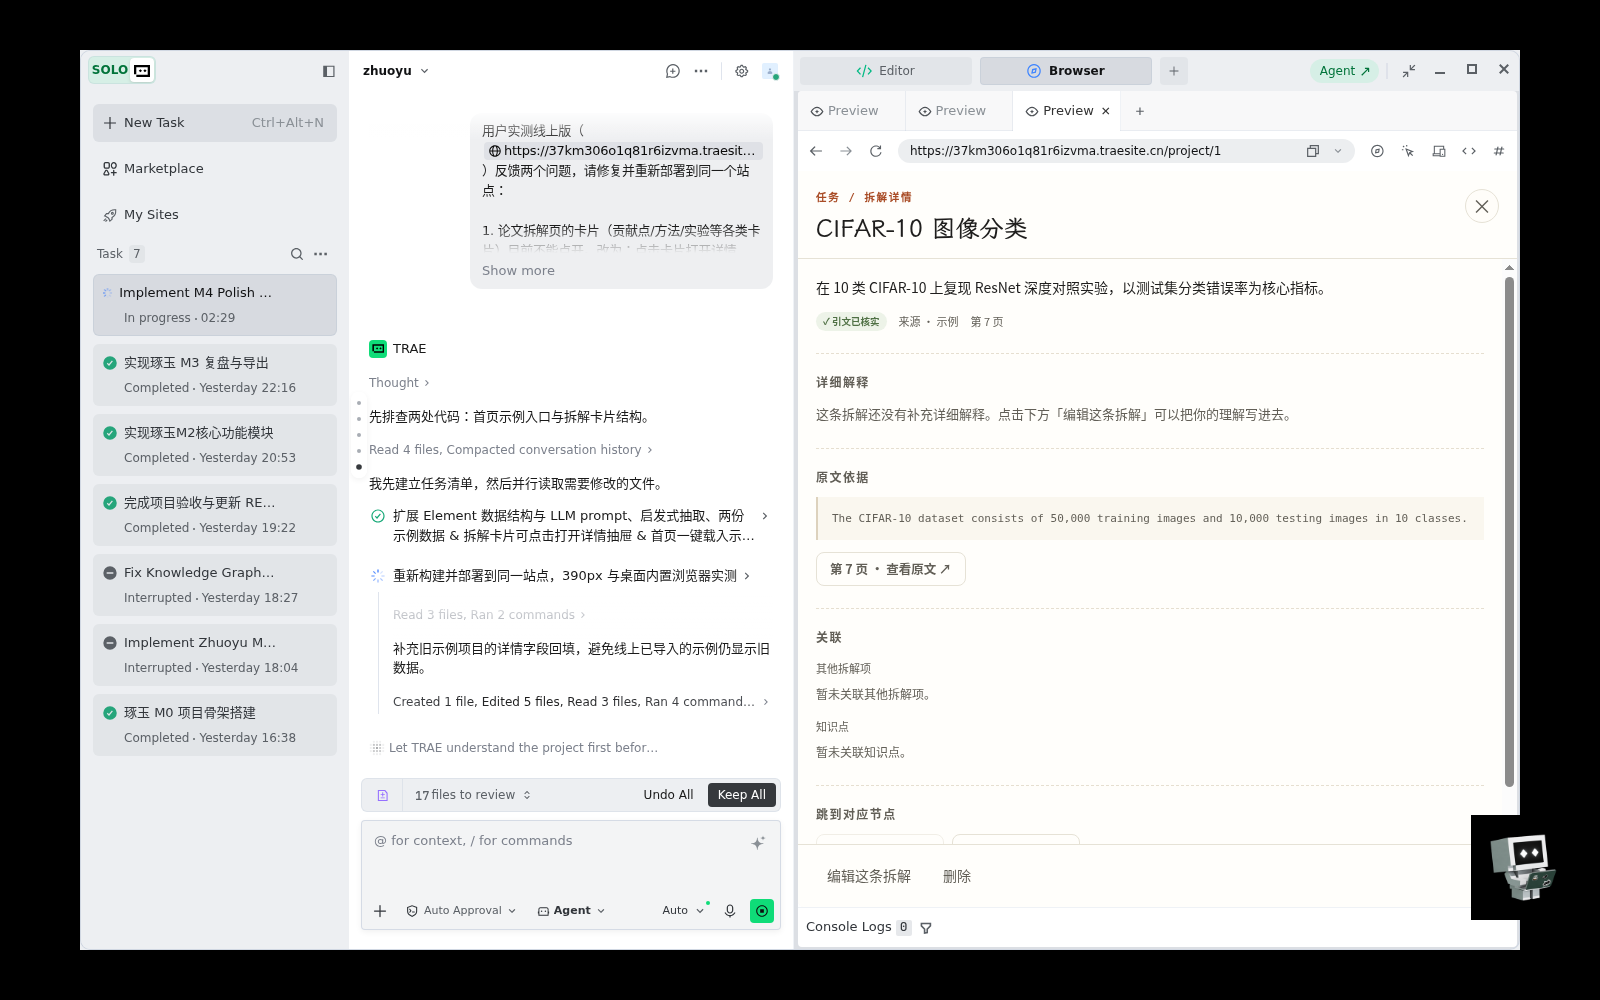 SOLO
New Task Ctrl+Alt+N
Marketplace
My Sites
Task 7
Implement M4 Polish ...
In progress · 02:29
实现琢玉 M3 复盘与导出
Completed · Yesterday 22:16
实现琢玉M2核心功能模块
Completed · Yesterday 20:53
完成项目验收与更新 RE...
Completed · Yesterday 19:22
Fix Knowledge Graph...
Interrupted · Yesterday 18:27
Implement Zhuoyu M...
Interrupted · Yesterday 18:04
琢玉 M0 项目骨架搭建
Completed · Yesterday 16:38
zhuoyu
用户实测线上版（
https://37km306o1q81r6izvma.traesit...
）反馈两个问题，请修复并重新部署到同一个站
点：
1. 论文拆解页的卡片（贡献点/方法/实验等各类卡
片）目前不能点开，改为：点击卡片打开详情
Show more
TRAE
Thought
先排查两处代码：首页示例入口与拆解卡片结构。
Read 4 files, Compacted conversation history
我先建立任务清单，然后并行读取需要修改的文件。
扩展 Element 数据结构与 LLM prompt、启发式抽取、两份
示例数据 & 拆解卡片可点击打开详情抽屉 & 首页一键载入示...
重新构建并部署到同一站点，390px 与桌面内置浏览器实测
Read 3 files, Ran 2 commands
补充旧示例项目的详情字段回填，避免线上已导入的示例仍显示旧
数据。
Created 1 file, Edited 5 files, Read 3 files, Ran 4 command...
Let TRAE understand the project first befor...
17 files to review Undo All Keep All
@ for context, / for commands
Auto Approval Agent Auto
Editor Browser Agent
Preview Preview Preview
https://37km306o1q81r6izvma.traesite.cn/project/1
任务 / 拆解详情
CIFAR-10 图像分类
在 10 类 CIFAR-10 上复现 ResNet 深度对照实验，以测试集分类错误率为核心指标。
✓引文已核实 来源 · 示例 第 7 页
详细解释
这条拆解还没有补充详细解释。点击下方「编辑这条拆解」可以把你的理解写进去。
原文依据
The CIFAR-10 dataset consists of 50,000 training images and 10,000 testing images in 10 classes.
第 7 页 · 查看原文 ↗
关联
其他拆解项
暂未关联其他拆解项。
知识点
暂未关联知识点。
跳到对应节点
编辑这条拆解 删除
Console Logs 0